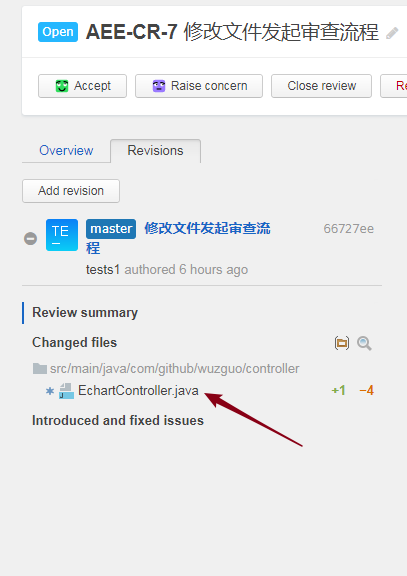 Open AEE-CR-7 修改文件发起审查流程
Accept Raise concern Close review Re
Overview Revisions
Add revision
TE_ master 修改文件发起审查流 66727ee
程
tests1 authored 6 hours ago
Review summary
Changed files
src/main/java/com/github/wuzguo/controller
EchartController.java +1 −4
Introduced and fixed issues